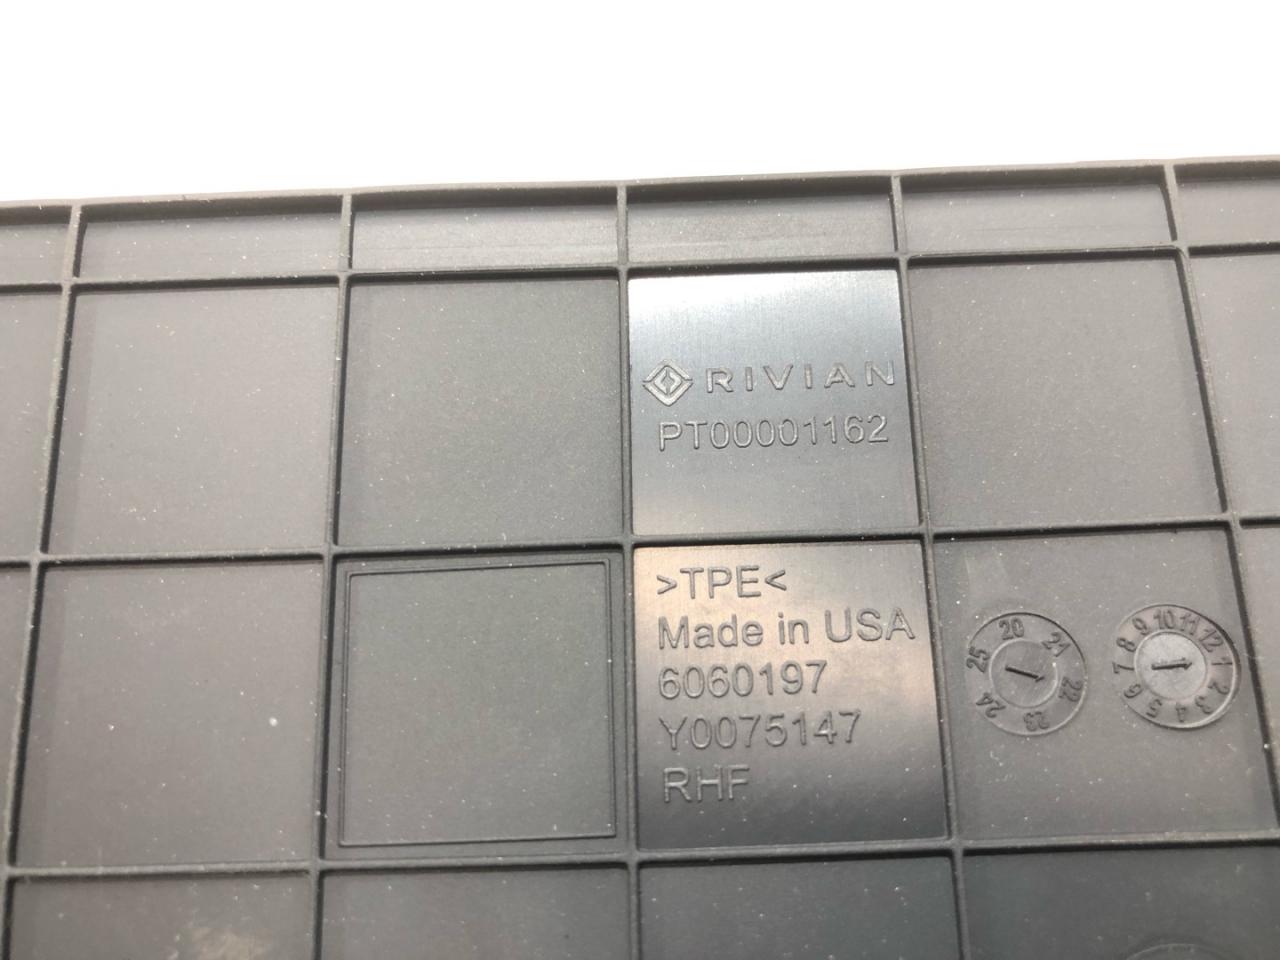 RIVIAN
PT00001162
>TPE<
Made in USA
6060197
Y0075147
RHF
20 21 22 23 24 25
1 2 3 4 5 6 7 8 9 10 11 12